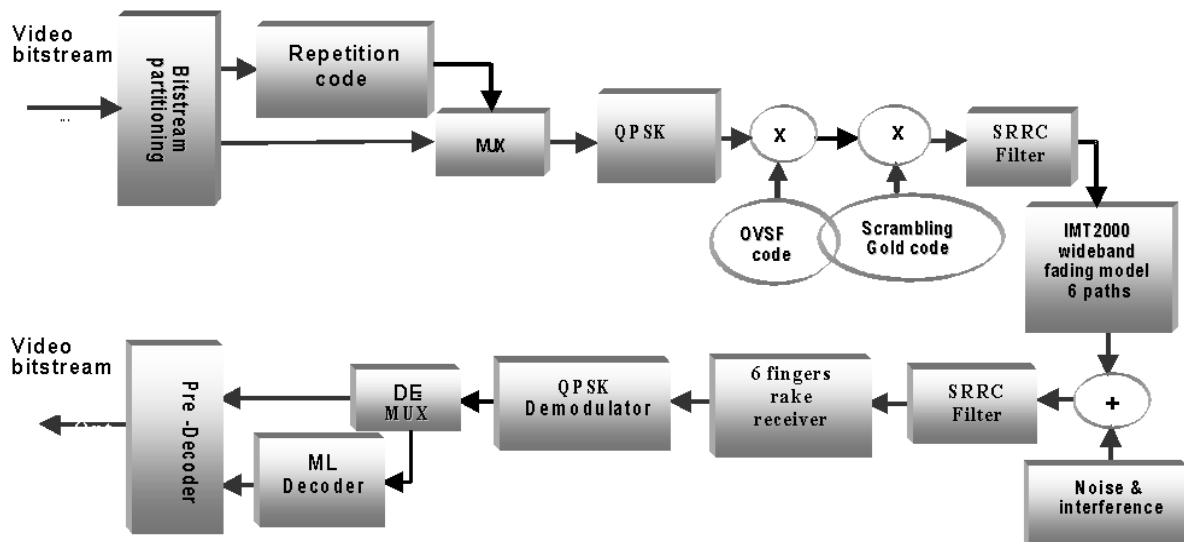 Video
bitstream
Bitstream
partitioning
Repetition
code
MUX
QPSK
X
X
SRRC
Filter
OVSF
code
Scrambling
Gold code
IMT2000
wideband
fading model
6 paths
Video
bitstream
Pre -Decoder
DE
MUX
ML
Decoder
QPSK
Demodulator
6 fingers
rake
receiver
SRRC
Filter
+
Noise &
interference